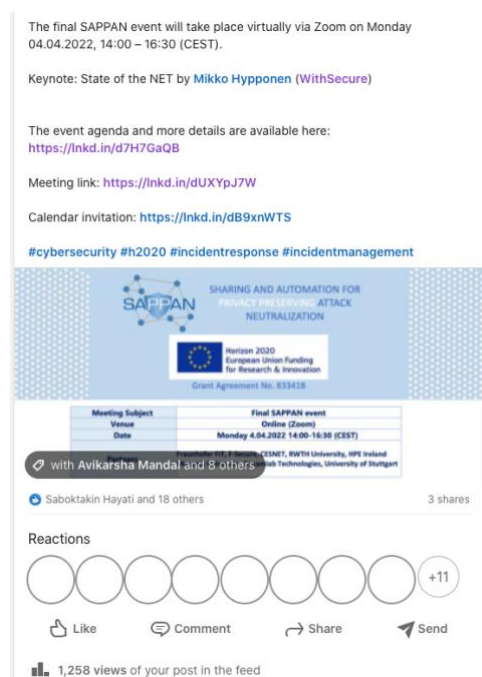 The final SAPPAN event will take place virtually via Zoom on Monday
04.04.2022, 14:00 – 16:30 (CEST).
Keynote: State of the NET by Mikko Hypponen (WithSecure)
The event agenda and more details are available here:
https://lnkd.in/d7H7GaQB
Meeting link: https://lnkd.in/dUXYpJ7W
Calendar invitation: https://lnkd.in/dB9xnWTS
#cybersecurity #h2020 #incidentresponse #incidentmanagement
SAPPAN
SHARING AND AUTOMATION FOR
PRIVACY PRESERVING ATTACK
NEUTRALIZATION
Horizon 2020
European Union Funding
for Research & Innovation
Grant Agreement No. 833418
Meeting Subject Final SAPPAN event
Venue Online (Zoom)
Date Monday 4.04.2022 14:00-16:30 (CEST)
Fraunhofer FIT, F-Secure, CESNET, RWTH University, HPE Ireland
Technologies, University of Stuttgart
with Avikarsha Mandal and 8 others
Saboktakin Hayati and 18 others 3 shares
Reactions
+11
Like Comment Share Send
1,258 views of your post in the feed